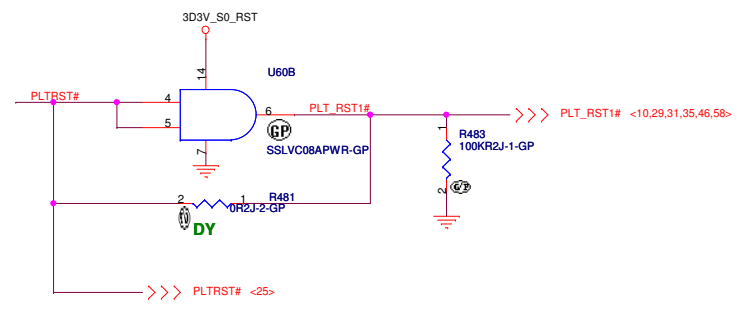 3D3V_S0_RST
14
U60B
PLTRST#
4
5
6
PLT_RST1#
GP
SSLVC08APWR-GP
7
PLT_RST1# <10,29,31,35,46,58>
1
R483
100KR2J-1-GP
2
2
1
R481
0R2J-2-GP
DY
PLTRST# <25>